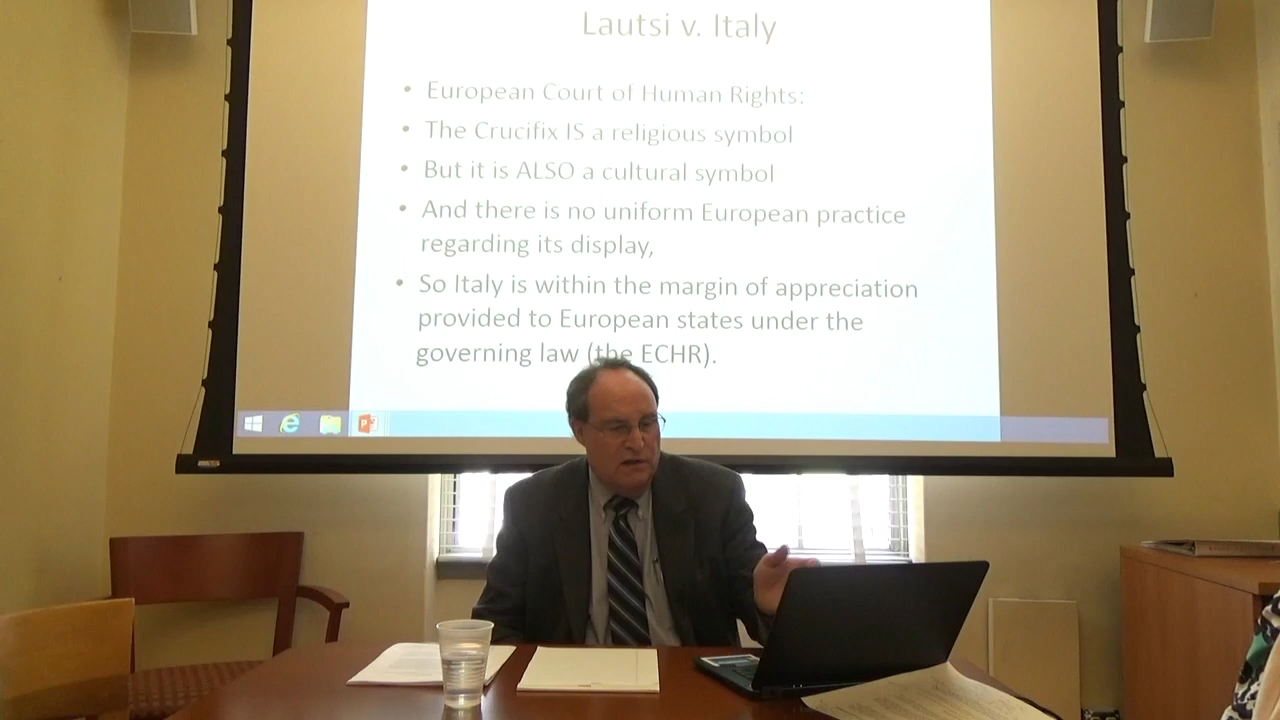 Lautsi v. Italy
• European Court of Human Rights:
• The Crucifix IS a religious symbol
• But it is ALSO a cultural symbol
• And there is no uniform European practice
regarding its display,
• So Italy is within the margin of appreciation
provided to European states under the
governing law (the ECHR).